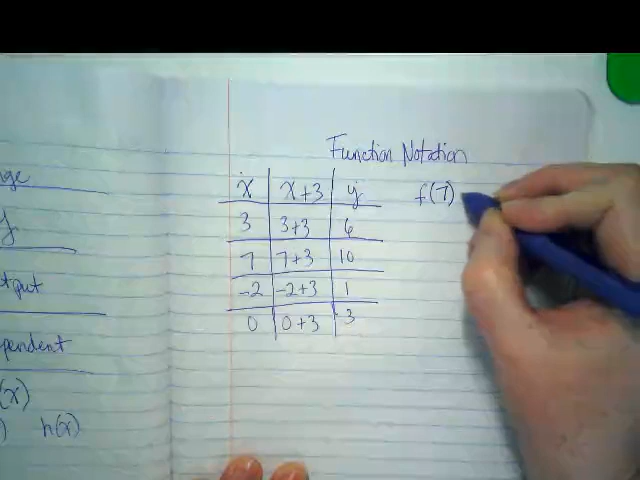 nge
y
tput
pendent
(x)
) h(x)
Function Notation
x x+3 y f(7)
3 3+3 6
7 7+3 10
-2 -2+3 1
0 0+3 3